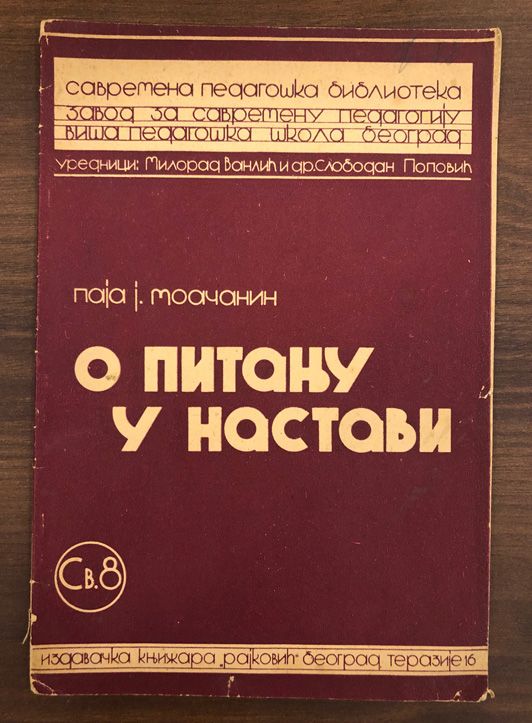 савремена педагошка библиотека
завод за савремену педагогију
виша педагошка школа београд
уредници: Милорад Ванлић и др. Слободан Поповић
паја ј. моачанин
о питању
у настави
Св. 8
издавачка књижара „рајковић“ београд, теразије 16